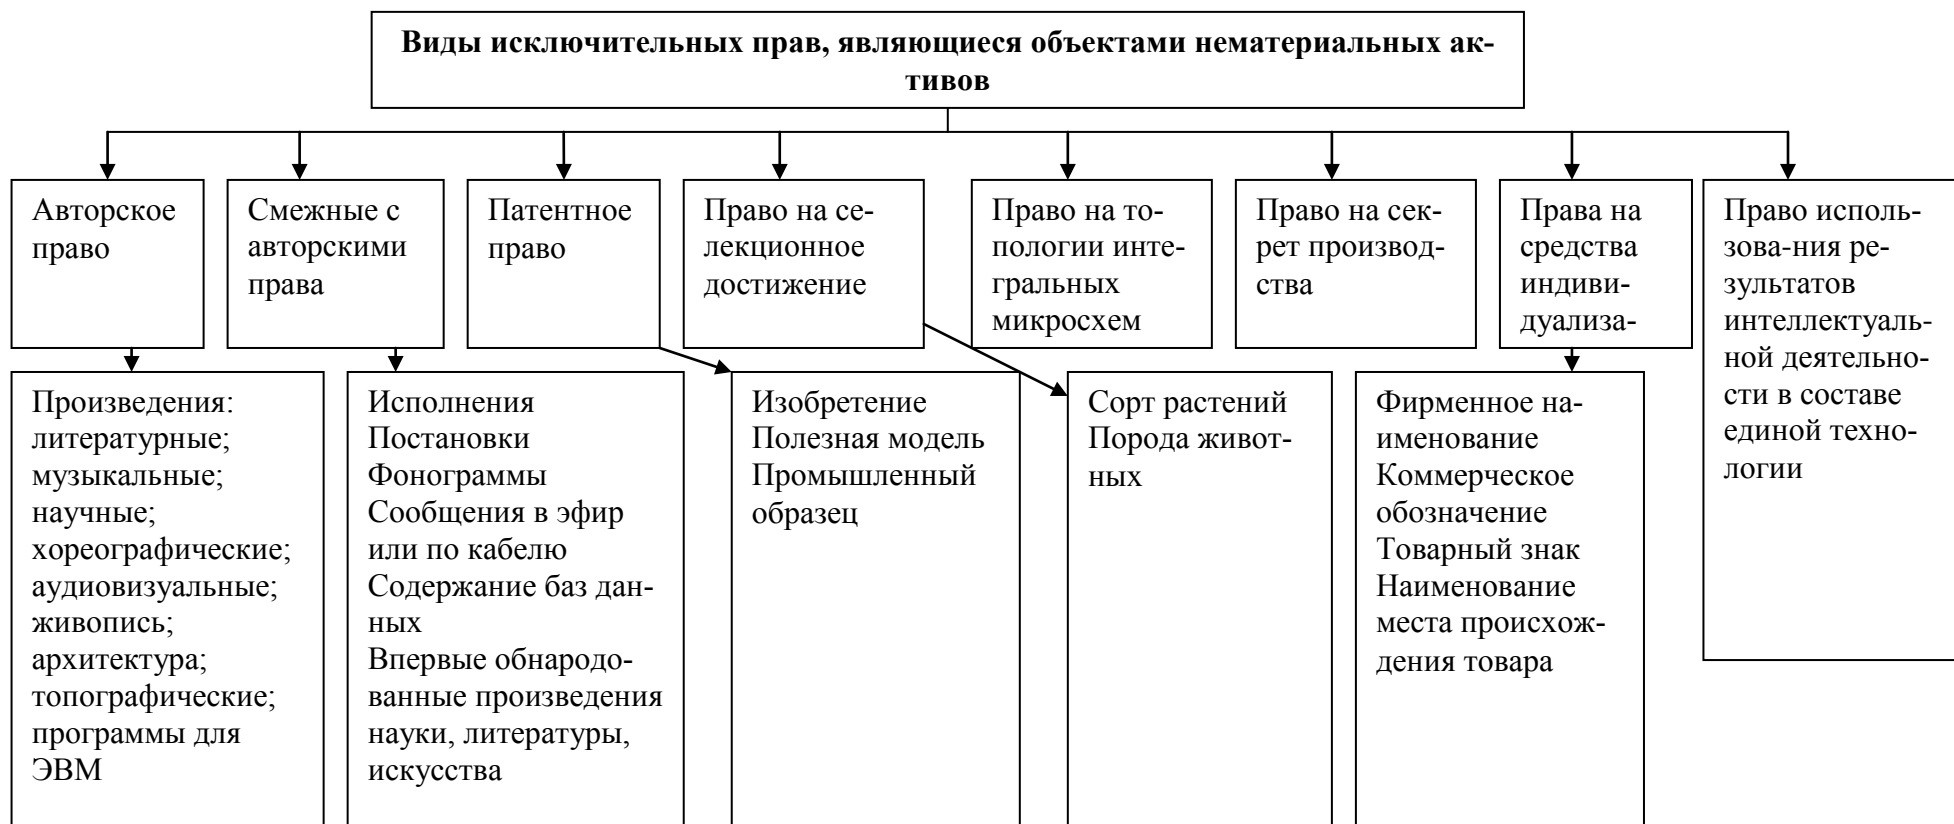 Виды исключительных прав, являющиеся объектами нематериальных ак-
тивов
Авторское
право
Смежные с
авторскими
права
Патентное
право
Право на се-
лекционное
достижение
Право на то-
пологии инте-
гральных
микросхем
Право на сек-
рет производ-
ства
Права на
средства
индиви-
дуализа-
Право исполь-
зова-ния ре-
зультатов
интеллектуаль-
ной деятельно-
сти в составе
единой техно-
логии
Произведения:
литературные;
музыкальные;
научные;
хореографические;
аудиовизуальные;
живопись;
архитектура;
топографические;
программы для
ЭВМ
Исполнения
Постановки
Фонограммы
Сообщения в эфир
или по кабелю
Содержание баз дан-
ных
Впервые обнародо-
ванные произведения
науки, литературы,
искусства
Изобретение
Полезная модель
Промышленный
образец
Сорт растений
Порода живот-
ных
Фирменное на-
именование
Коммерческое
обозначение
Товарный знак
Наименование
места происхож-
дения товара